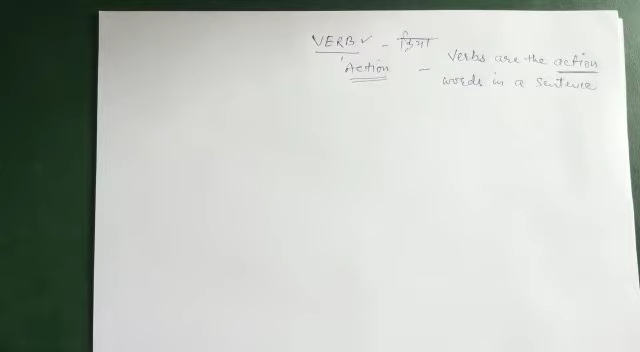 VERB ✓ - क्रिया
Action - Verbs are the action
words in a sentence